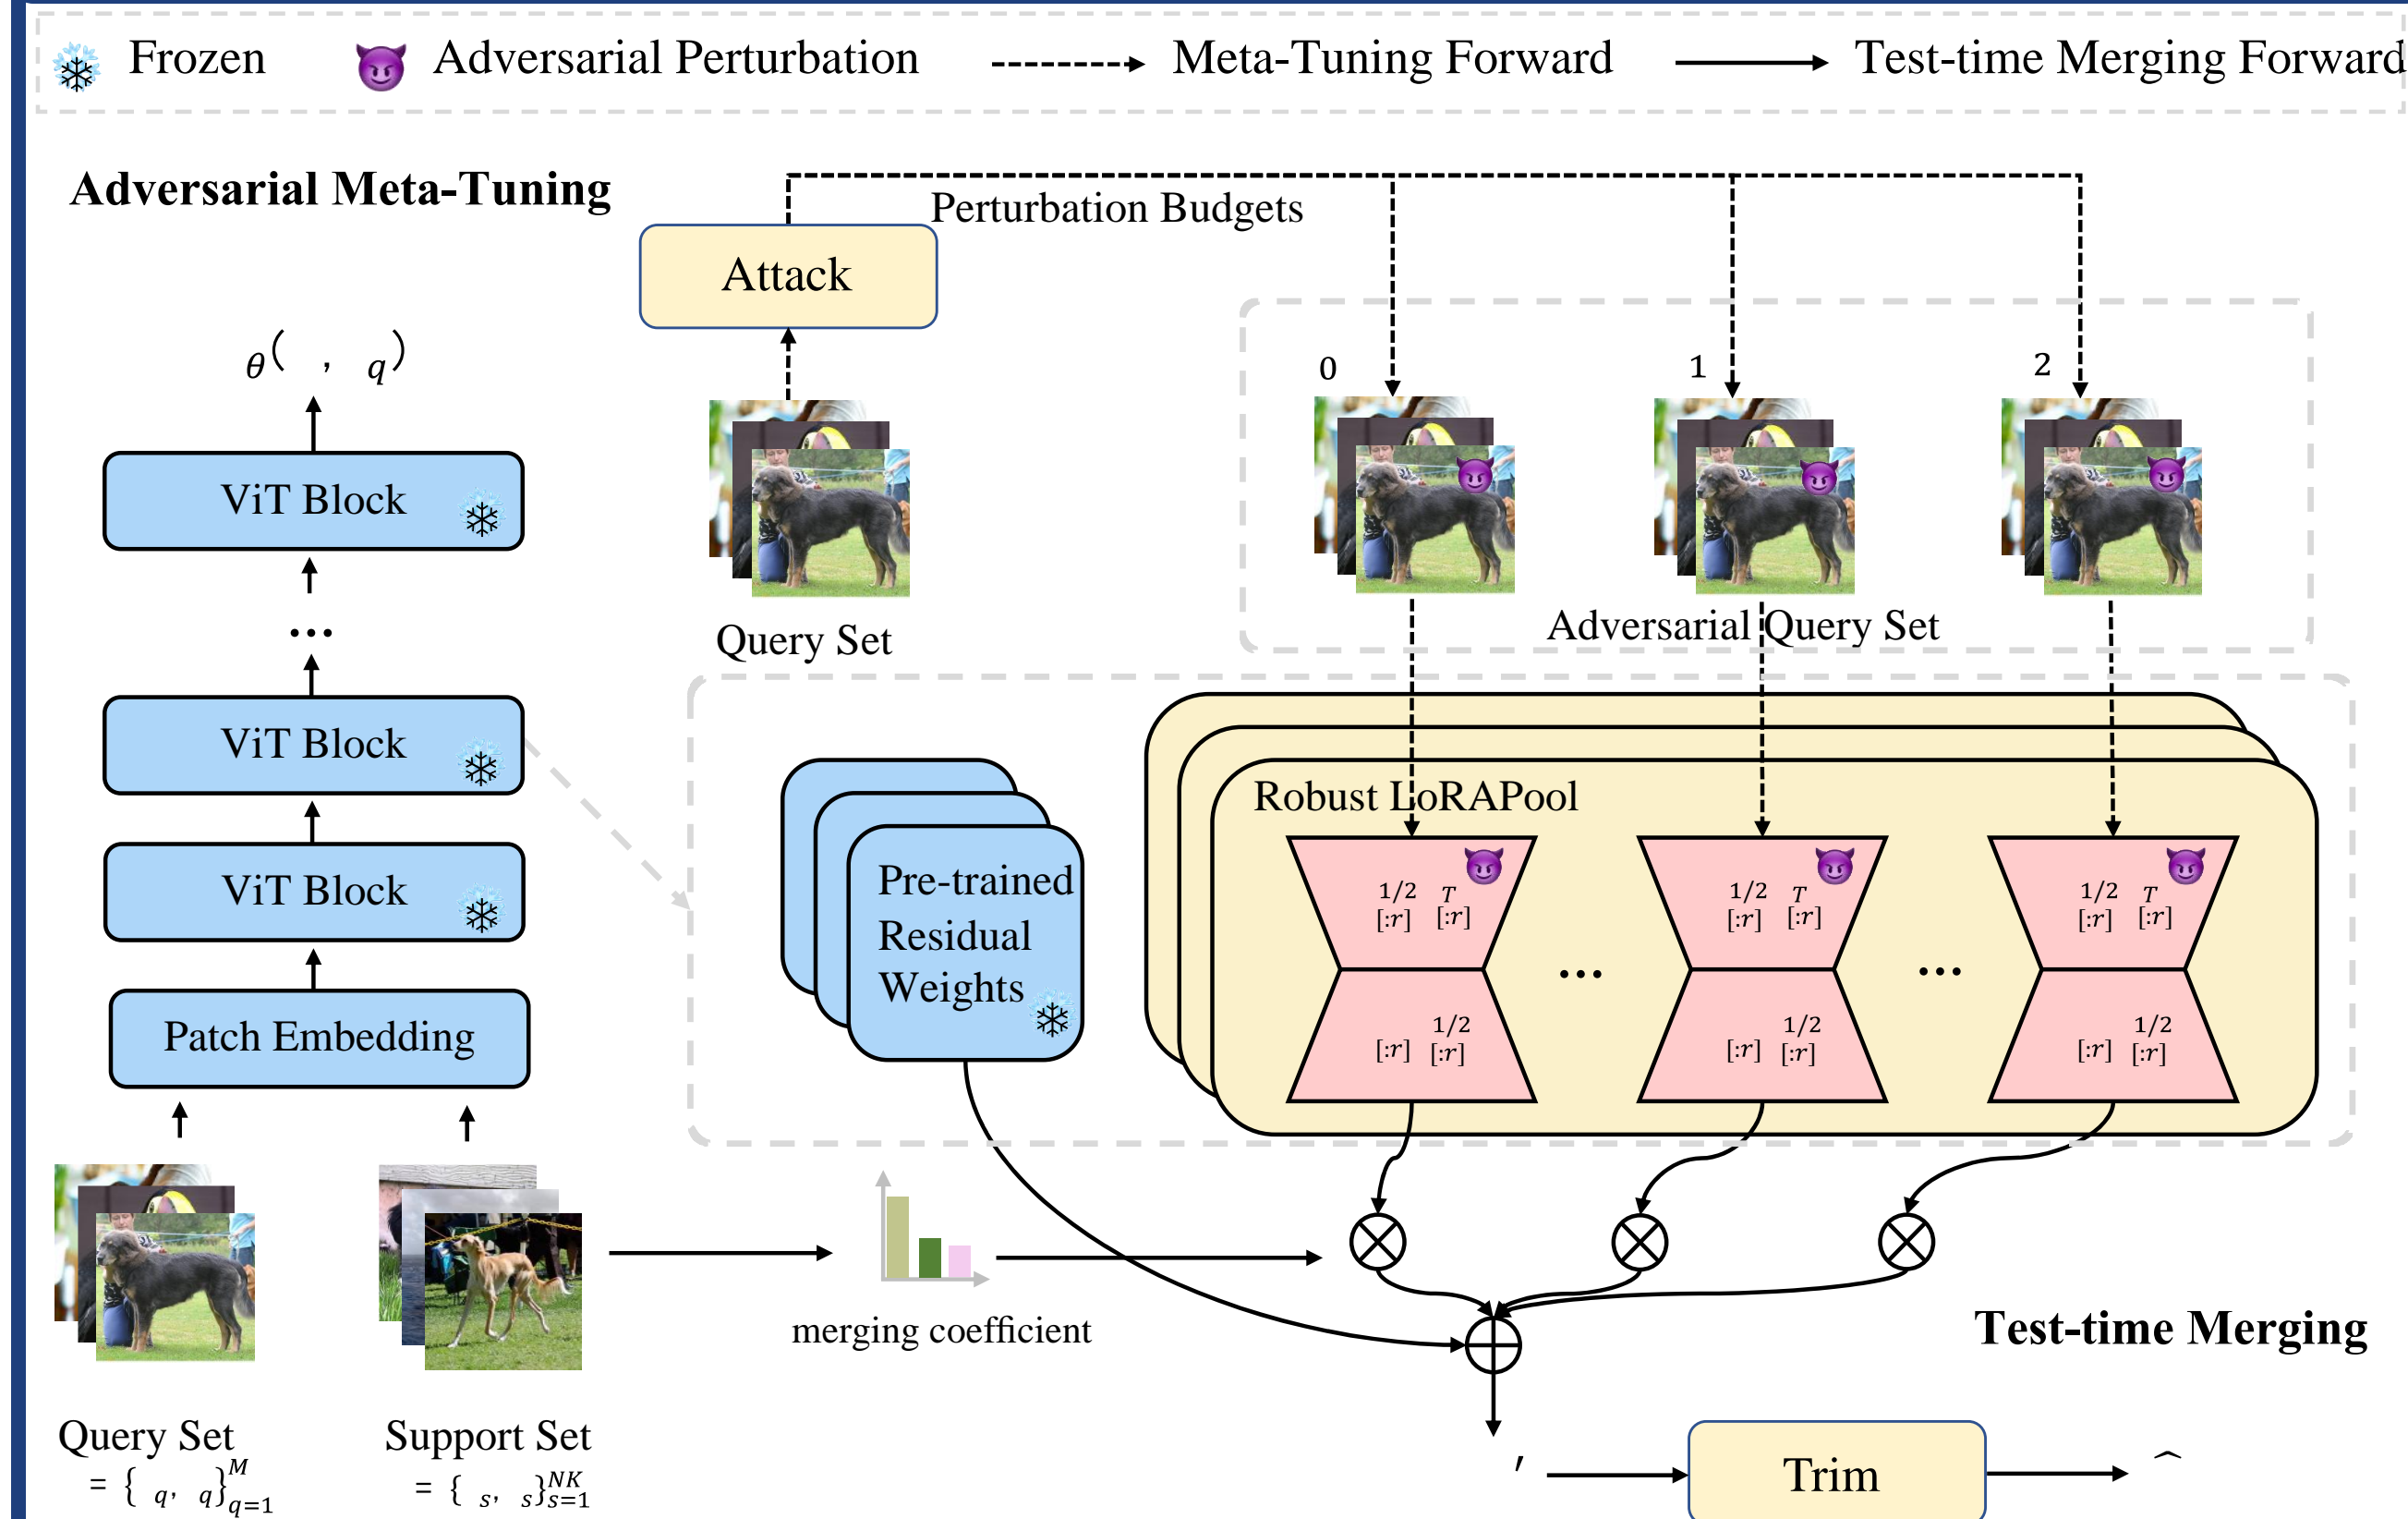 Frozen
Adversarial Perturbation
Meta-Tuning Forward
Test-time Merging Forward
Adversarial Meta-Tuning
Perturbation Budgets
Attack
θ( , q)
0
1
2
ViT Block
...
Query Set
Adversarial Query Set
ViT Block
ViT Block
Patch Embedding
Pre-trained
Residual
Weights
Robust LoRAPool
1/2 T
[:r] [:r]
1/2
[:r] [:r]
...
1/2 T
[:r] [:r]
1/2
[:r] [:r]
...
1/2 T
[:r] [:r]
1/2
[:r] [:r]
merging coefficient
Test-time Merging
Query Set
= { q, q}M q=1
Support Set
= { s, s}NK s=1
′
Trim
^